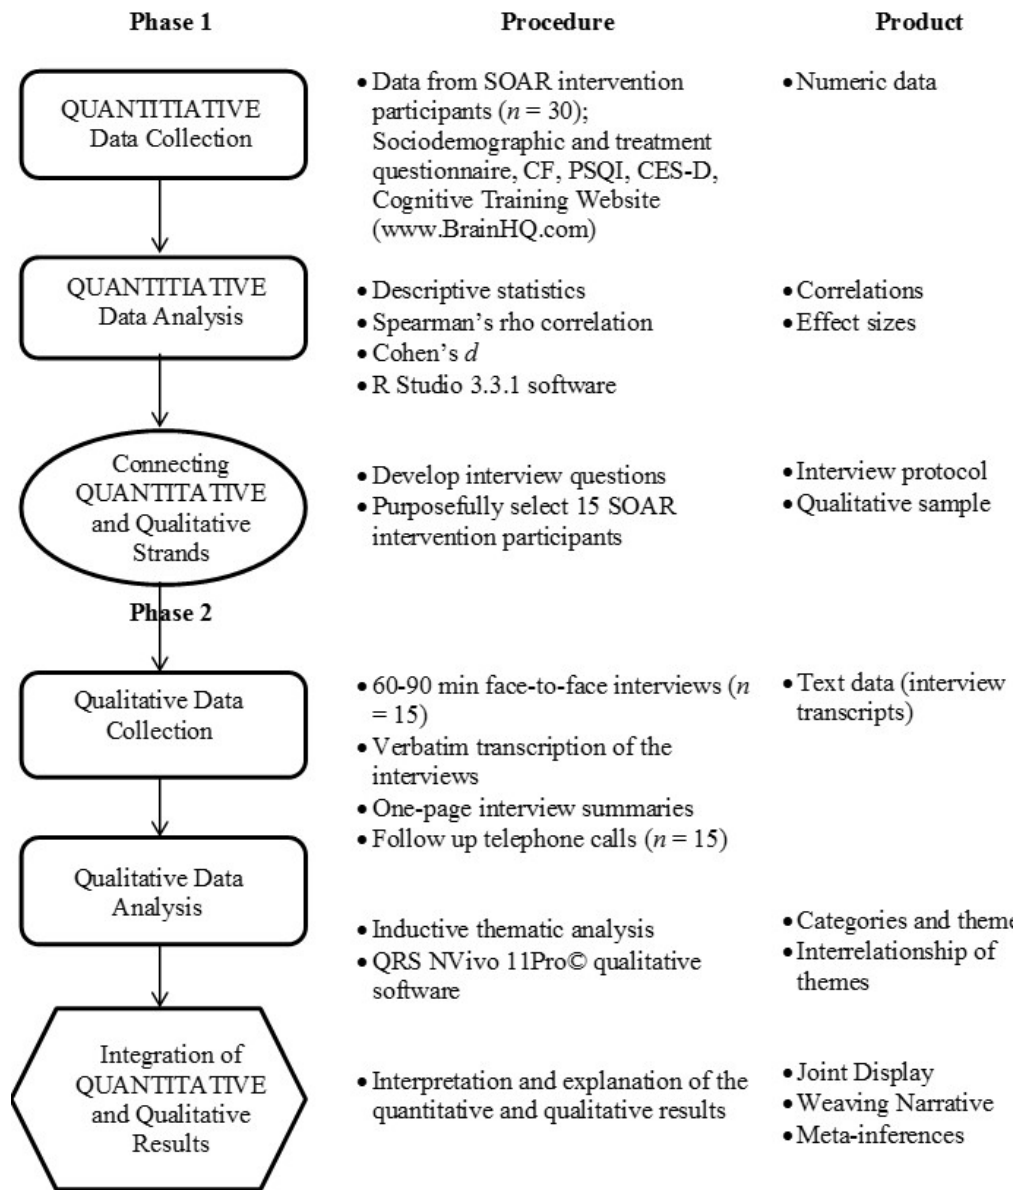 Phase 1
Procedure
Product
QUANTITIATIVE
Data Collection
• Data from SOAR intervention
participants (n = 30);
Sociodemographic and treatment
questionnaire, CF, PSQI, CES-D,
Cognitive Training Website
(www.BrainHQ.com)
• Numeric data
QUANTITIATIVE
Data Analysis
• Descriptive statistics
• Spearman's rho correlation
• Cohen's d
• R Studio 3.3.1 software
• Correlations
• Effect sizes
Connecting
QUANTITATIVE
and Qualitative
Strands
• Develop interview questions
• Purposefully select 15 SOAR
intervention participants
• Interview protocol
• Qualitative sample
Phase 2
Qualitative Data
Collection
• 60-90 min face-to-face interviews (n
= 15)
• Verbatim transcription of the
interviews
• One-page interview summaries
• Follow up telephone calls (n = 15)
• Text data (interview
transcripts)
Qualitative Data
Analysis
• Inductive thematic analysis
• QRS NVivo 11Pro© qualitative
software
• Categories and theme
• Interrelationship of
themes
Integration of
QUANTITATIVE
and Qualitative
Results
• Interpretation and explanation of the
quantitative and qualitative results
• Joint Display
• Weaving Narrative
• Meta-inferences